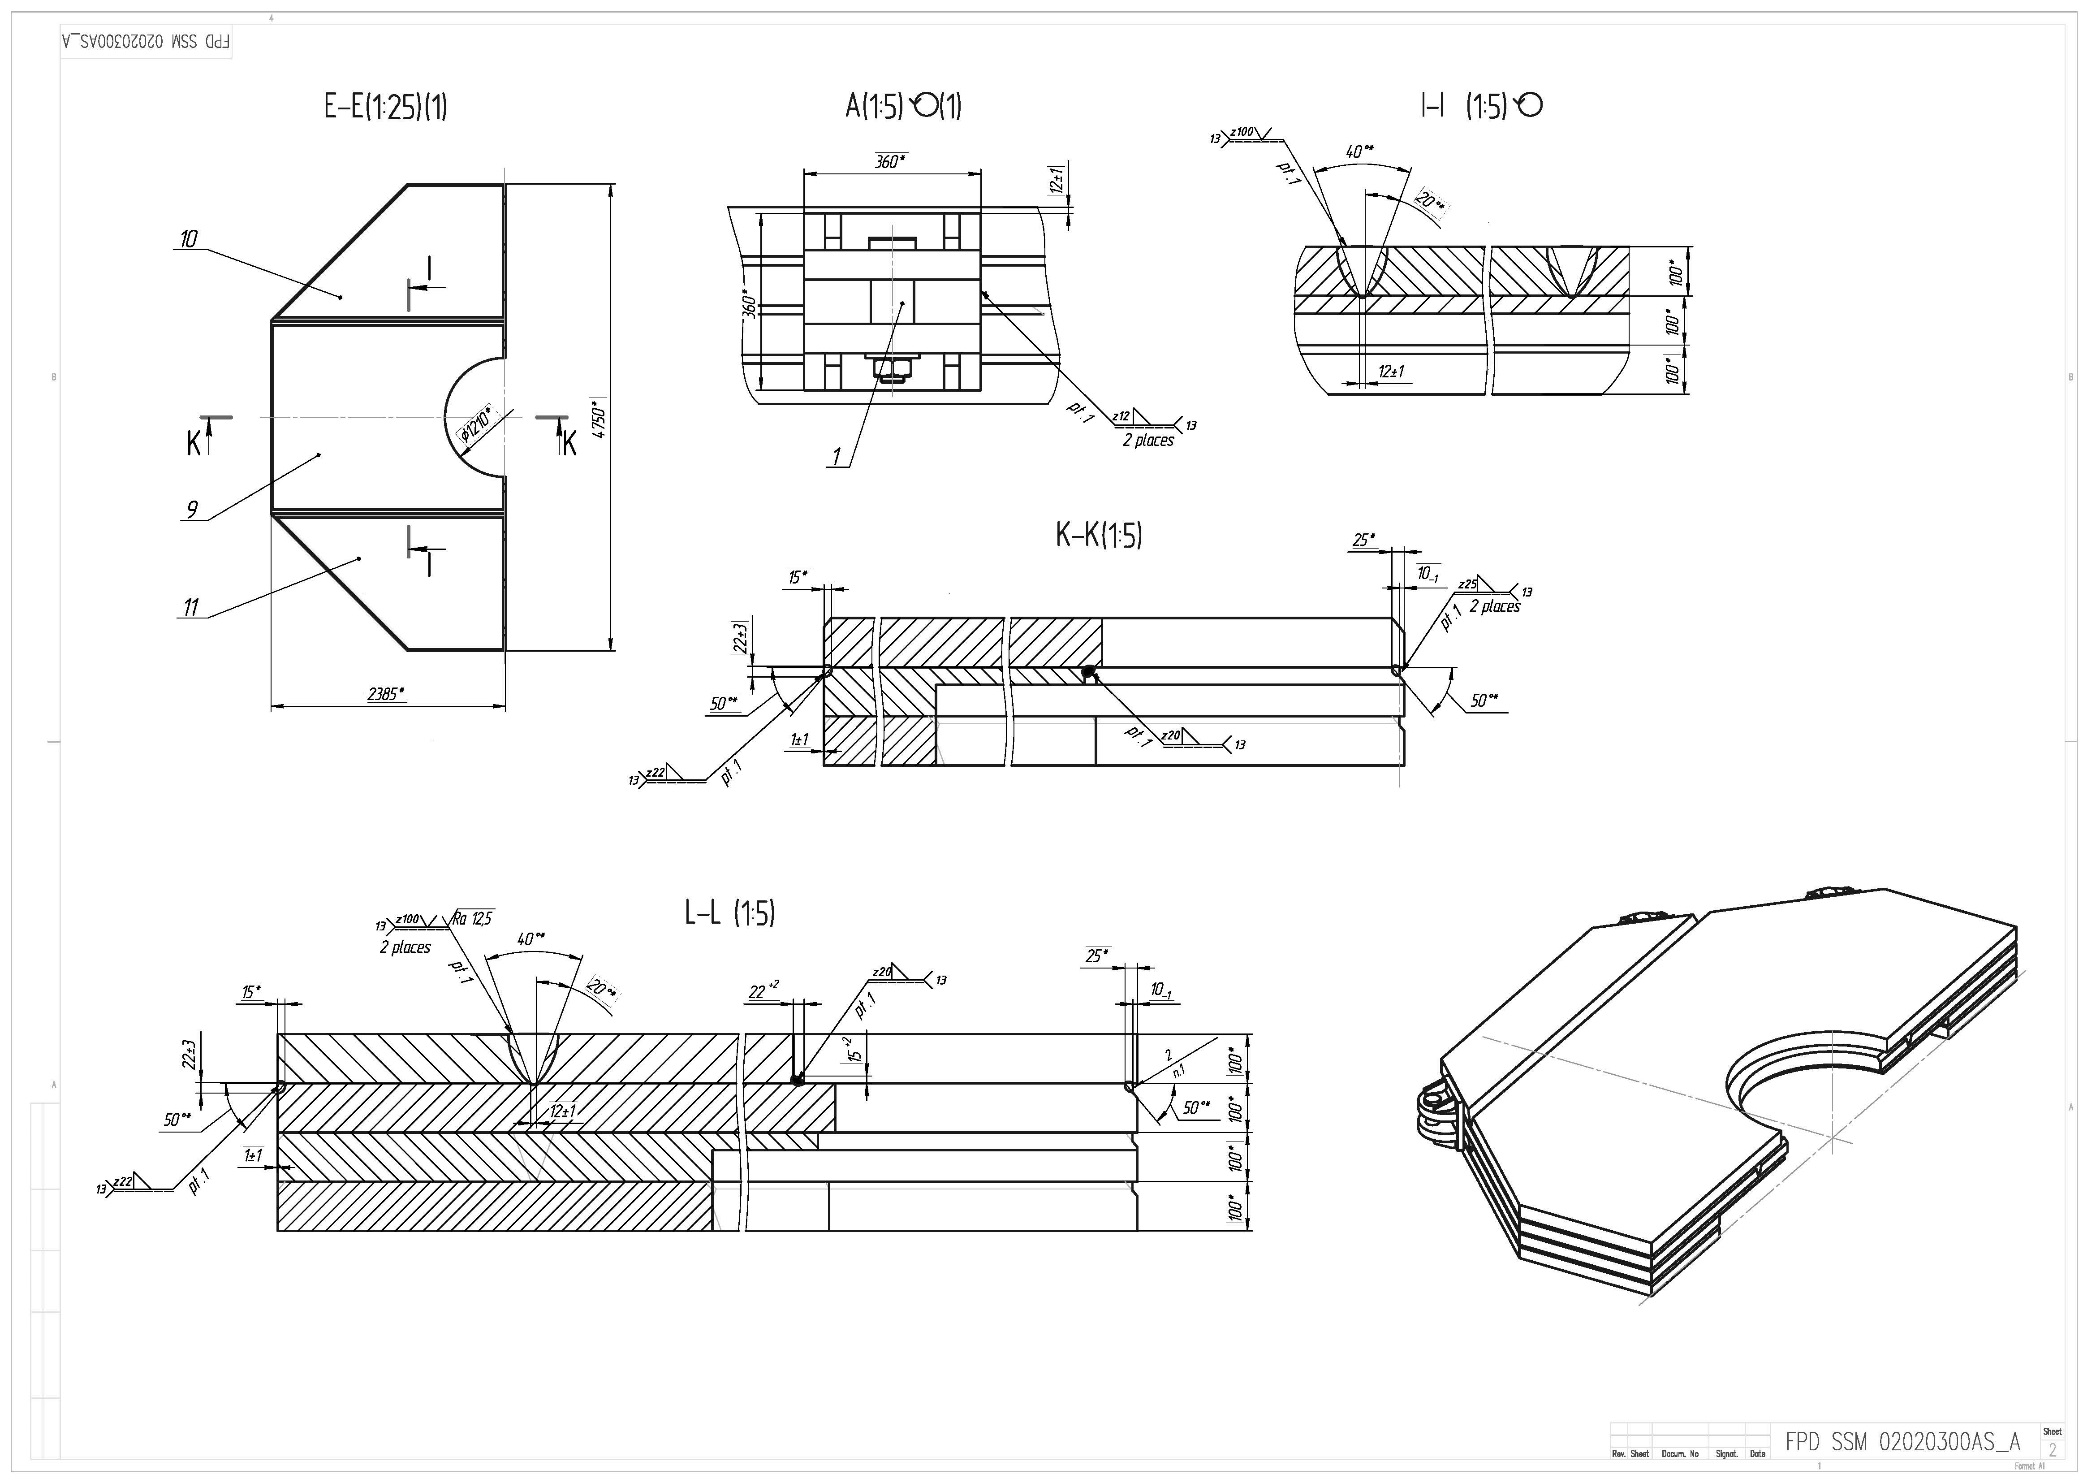 4
FPD SSM 02020300AS_A
E–E(1:25)(1)
10
I
K
K
⌀1210*
4750*
9
I
11
2385*
A(1:5) (1)
360*
12±1
360*
1
pt.1
z12
13
2 places
I–I (1:5)
13
z100
pt.1
40°*
20°*
100*
100*
100*
12±1
K–K(1:5)
15*
25*
10₋₁
z25
13
2 places
pt.1
22±3
50°*
50°*
1±1
pt.1
z20
13
13
z22
pt.1
L–L (1:5)
13
z100
Ra 12,5
2 places
pt.1
40°*
20°*
15*
22⁺²
z20
13
pt.1
15⁺²
25*
10₋₁
22±3
2
n.1
50°*
50°*
12±1
1±1
100*
100*
100*
100*
13
z22
pt.1
B
B
A
A
Rev.
Sheet
Docum. No
Signat.
Date
FPD SSM 02020300AS_A
Sheet
2
1
Format A1